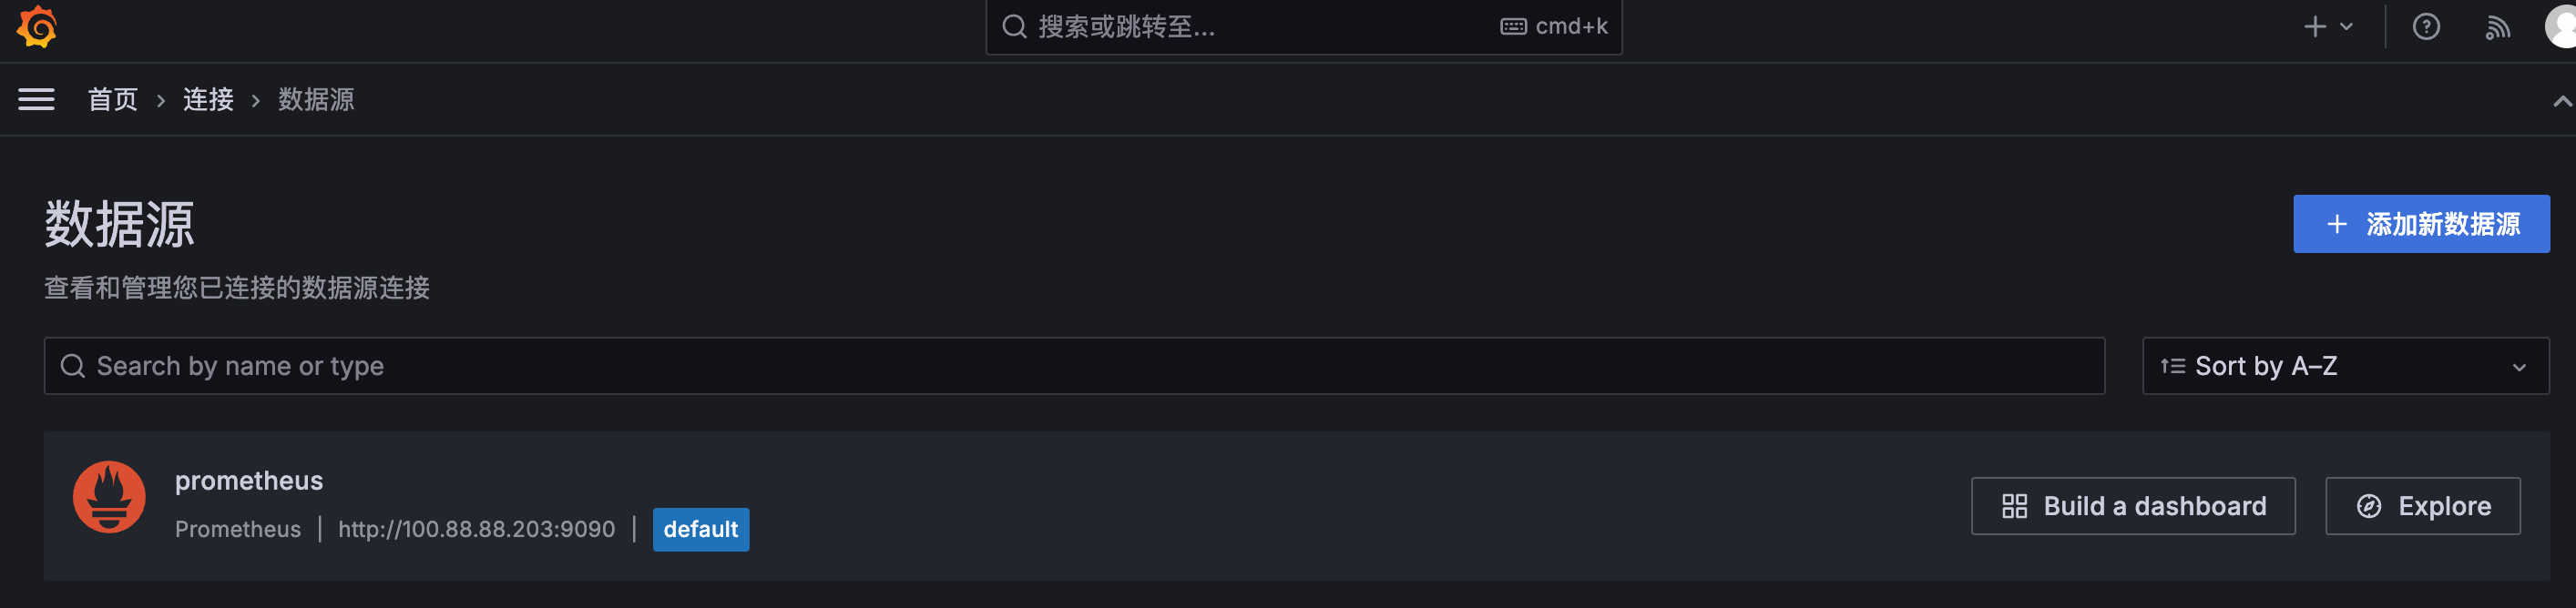 搜索或跳转至... cmd+k
首页 › 连接 › 数据源
数据源
添加新数据源
查看和管理您已连接的数据源连接
Search by name or type
Sort by A–Z
prometheus
Prometheus | http://100.88.88.203:9090 | default
Build a dashboard
Explore